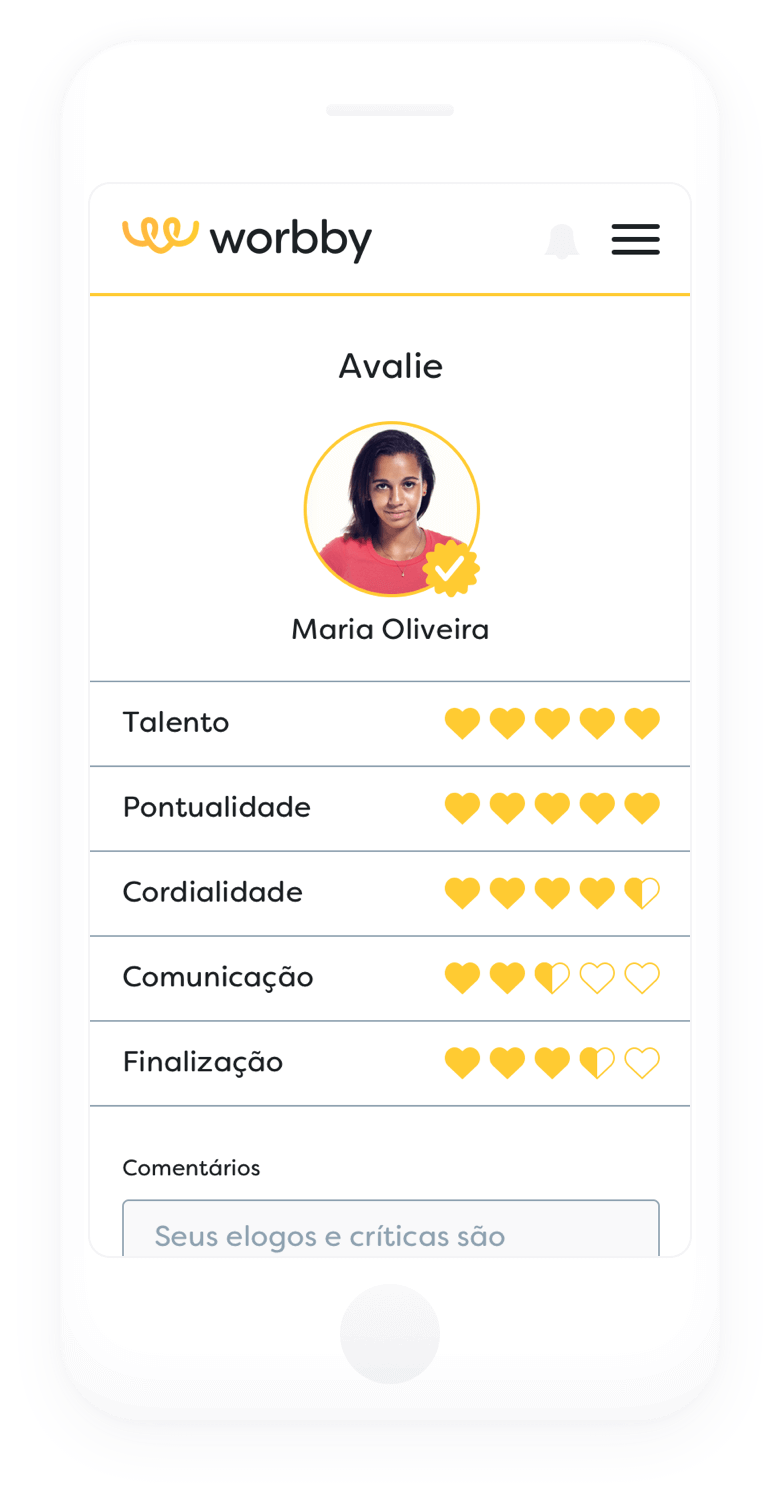 worbby
Avalie
Maria Oliveira
Talento
Pontualidade
Cordialidade
Comunicação
Finalização
Comentários
Seus elogos e críticas são